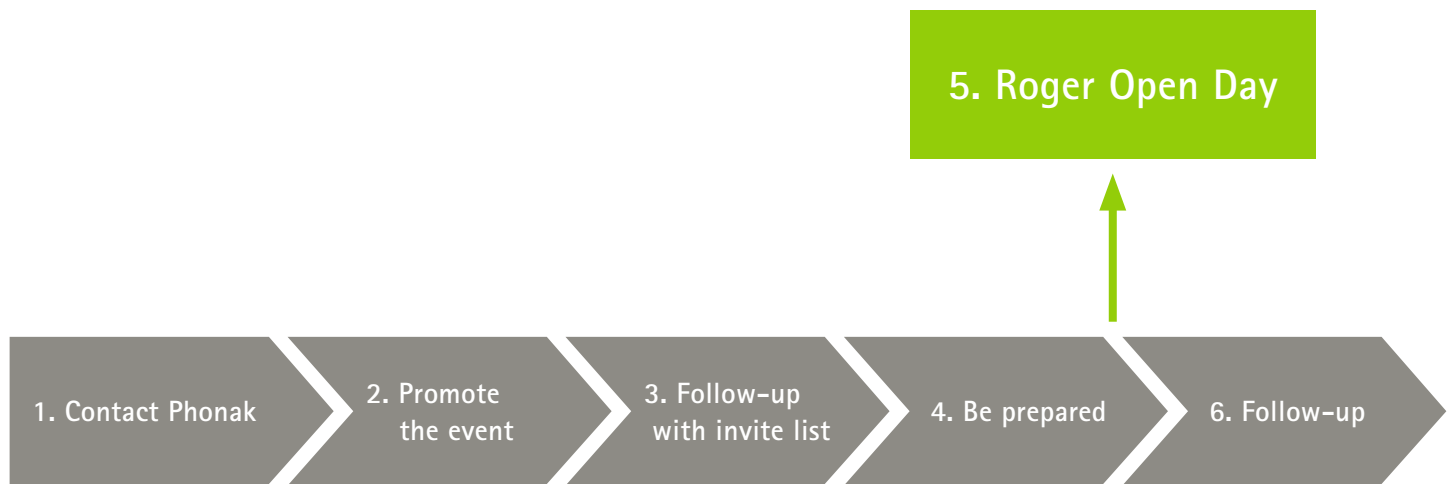 5. Roger Open Day
1. Contact Phonak
2. Promote
the event
3. Follow-up
with invite list
4. Be prepared
6. Follow-up